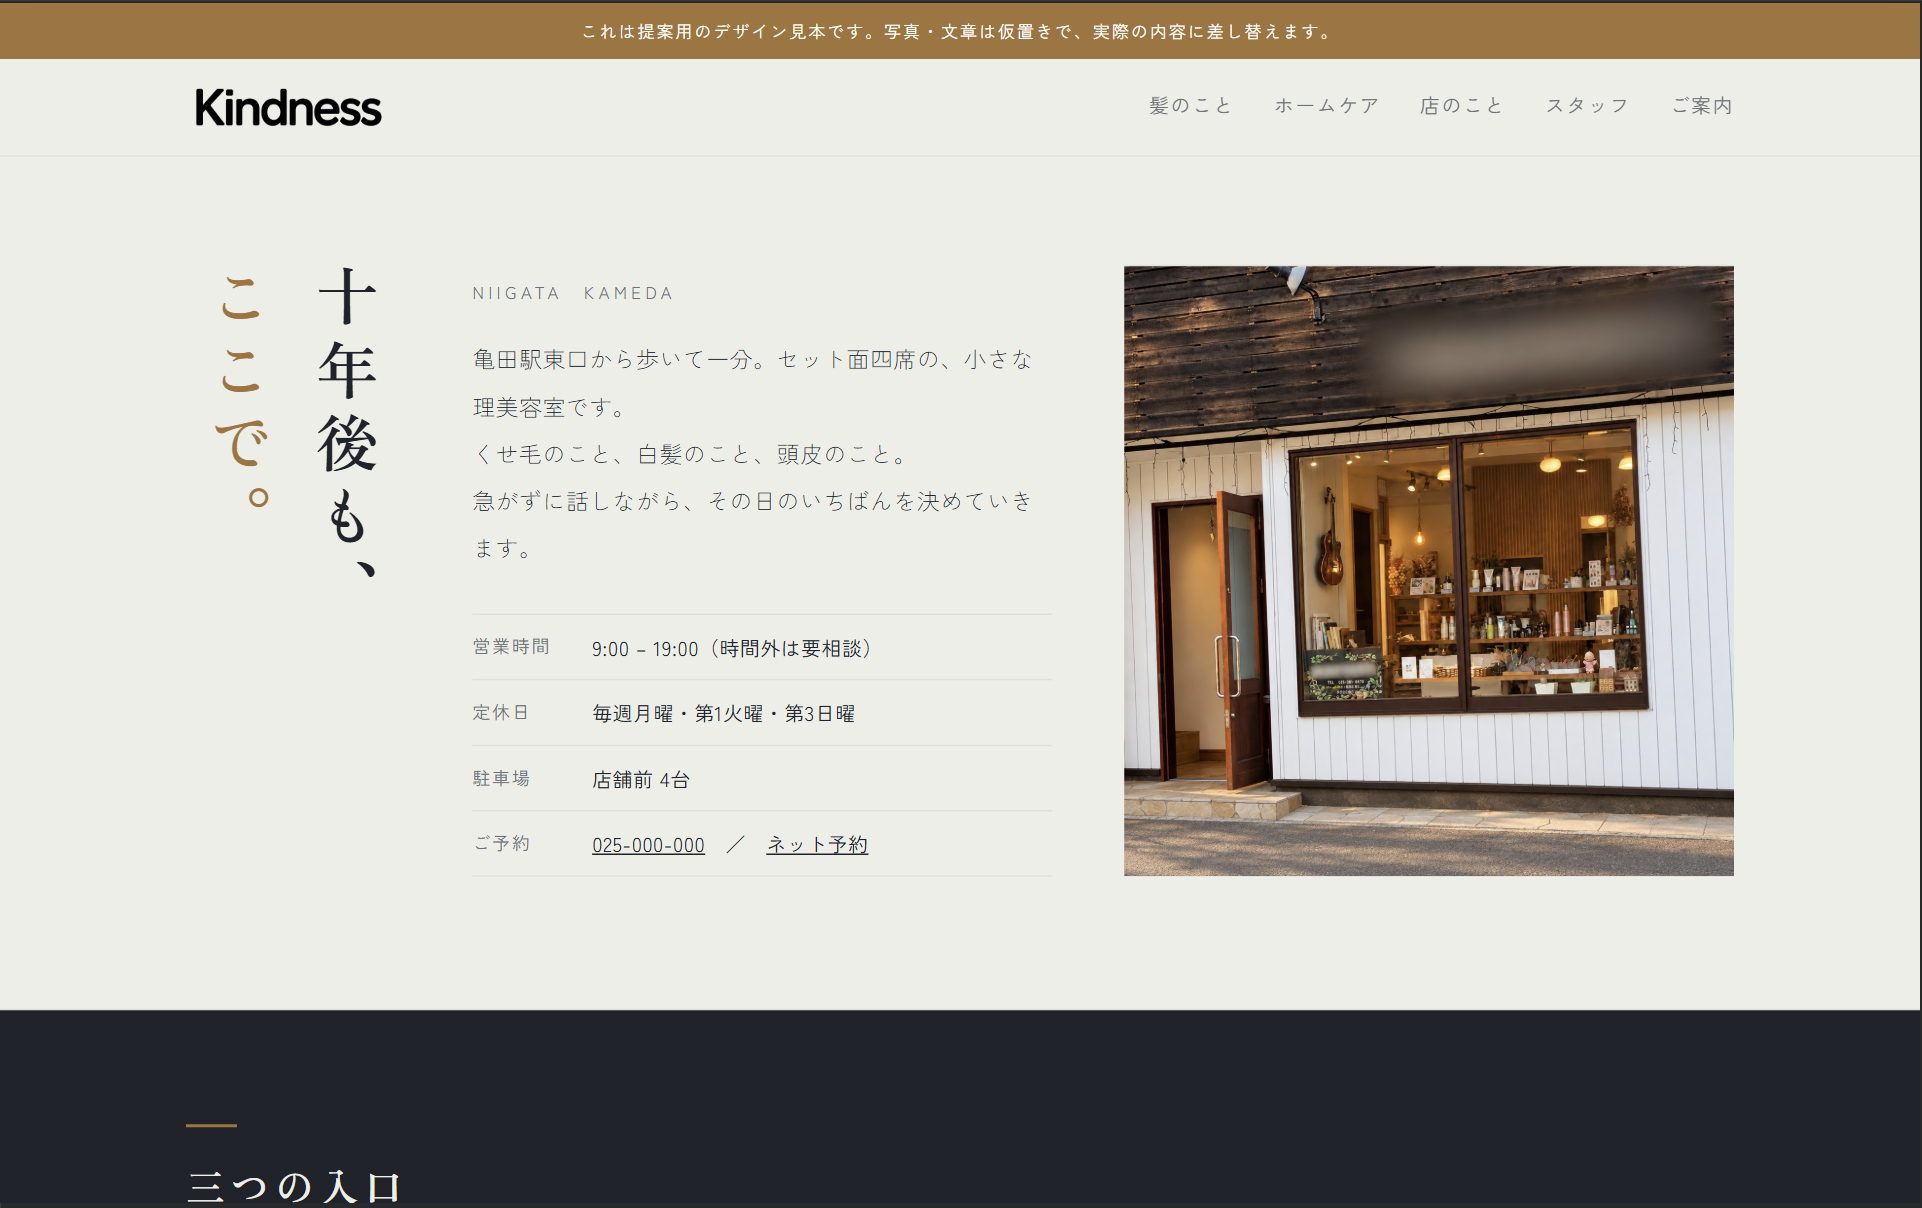 これは提案用のデザイン見本です。写真・文章は仮置きで、実際の内容に差し替えます。
Kindness
髪のこと ホームケア 店のこと スタッフ ご案内
十年後も、
ここで。
NIIGATA KAMEDA
亀田駅東口から歩いて一分。セット面四席の、小さな
理美容室です。
くせ毛のこと、白髪のこと、頭皮のこと。
急がずに話しながら、その日のいちばんを決めていき
ます。
営業時間 9:00 – 19:00（時間外は要相談）
定休日 毎週月曜・第1火曜・第3日曜
駐車場 店舗前 4台
ご予約 025-000-000 ／ ネット予約
三つの入口